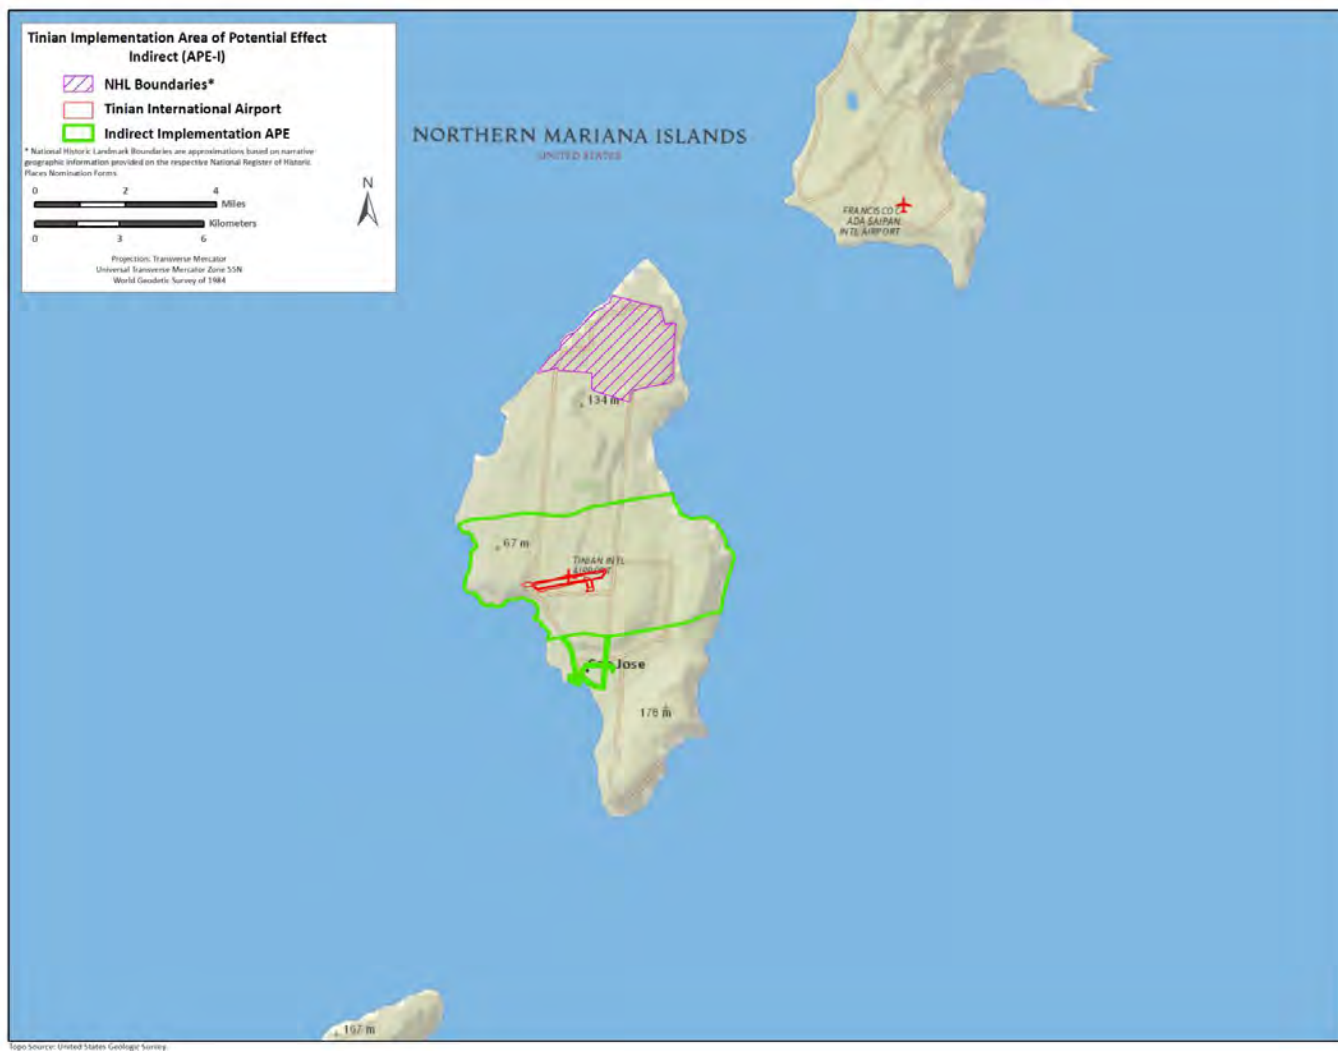 Tinian Implementation Area of Potential Effect
Indirect (APE-I)
NHL Boundaries*
Tinian International Airport
Indirect Implementation APE
* National Historic Landmark Boundaries are approximations based on narrative
geographic information provided on the respective National Register of Historic
Places Nomination Forms
0 2 4
Miles
Kilometers
0 3 6
N
Projection: Transverse Mercator
Universal Transverse Mercator Zone 55N
World Geodetic Survey of 1984
NORTHERN MARIANA ISLANDS
UNITED STATES
FRANCISCO C
ADA SAIPAN
INTL AIRPORT
134 m
67 m
TINIAN INTL
AIRPORT
San Jose
178 m
167 m
Topo Source: United States Geologic Survey